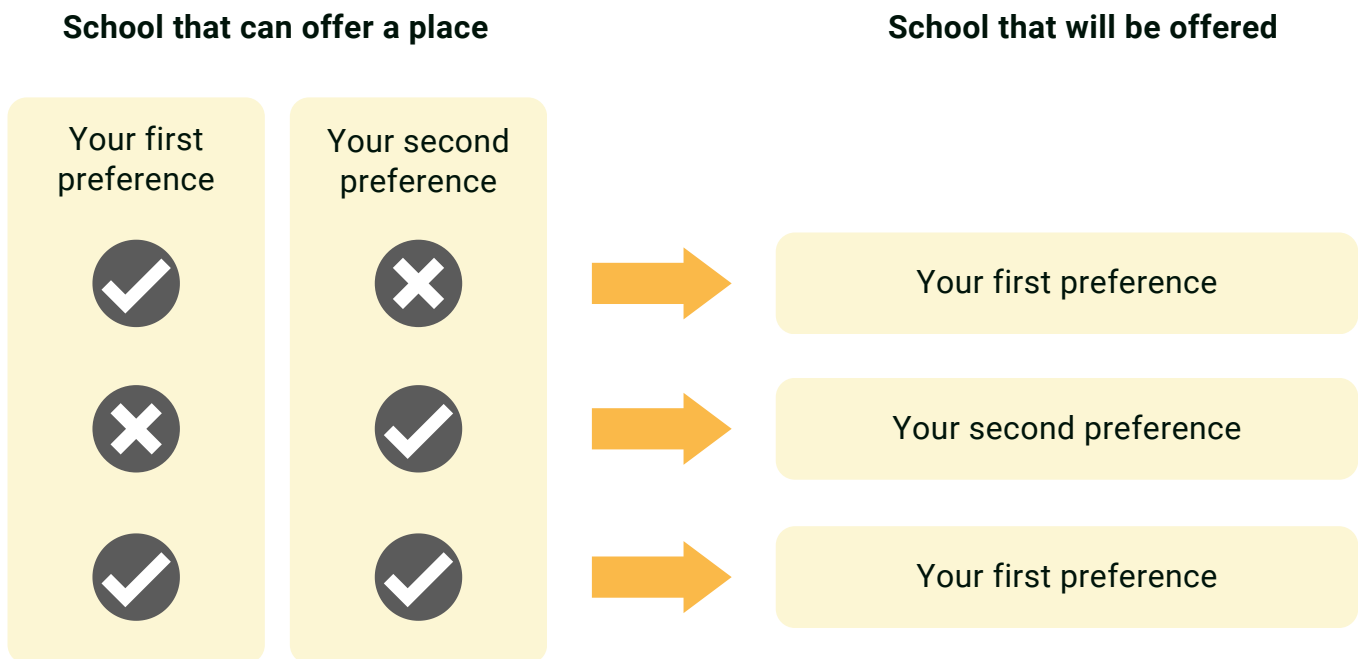 School that can offer a place
School that will be offered
Your first
preference
Your second
preference
Your first preference
Your second preference
Your first preference